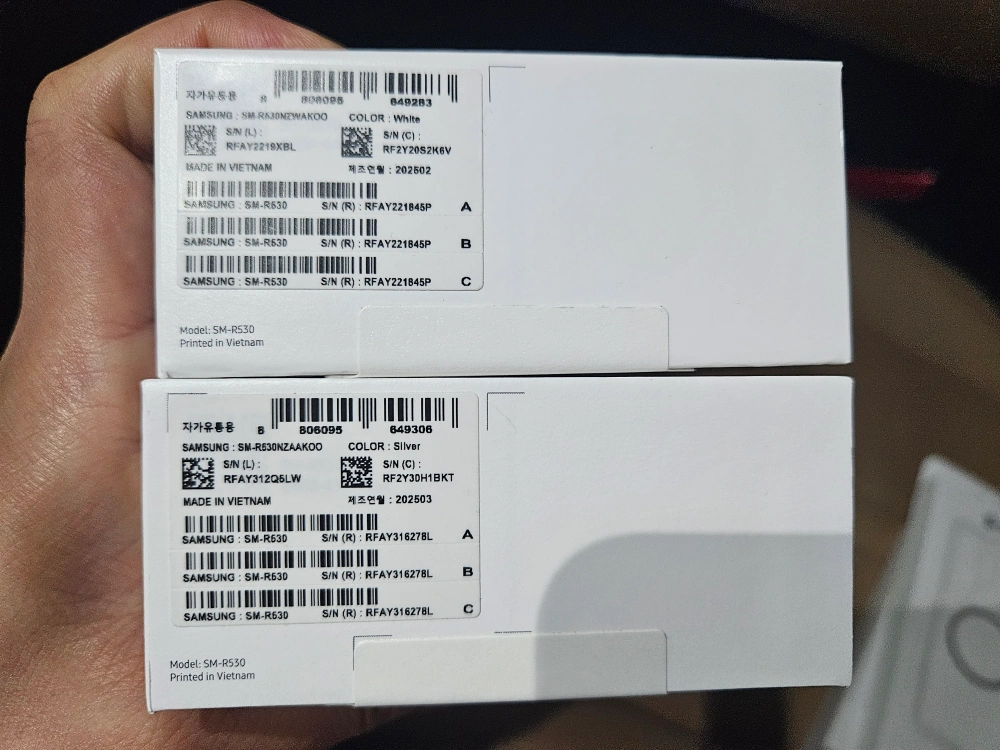 자가유통용 8 806095 649283
SAMSUNG : SM-R530NZWAKOO COLOR : White
S/N (L) : S/N (C) :
RFAY2219XBL RF2Y20S2K6V
MADE IN VIETNAM 제조연월 : 202502
SAMSUNG : SM-R530 S/N (R) : RFAY221845P A
SAMSUNG : SM-R530 S/N (R) : RFAY221845P B
SAMSUNG : SM-R530 S/N (R) : RFAY221845P C
Model: SM-R530
Printed in Vietnam
자가유통용 8 806095 649306
SAMSUNG : SM-R530NZAAKOO COLOR : Silver
S/N (L) : S/N (C) :
RFAY312Q5LW RF2Y30H1BKT
MADE IN VIETNAM 제조연월 : 202503
SAMSUNG : SM-R530 S/N (R) : RFAY316278L A
SAMSUNG : SM-R530 S/N (R) : RFAY316278L B
SAMSUNG : SM-R530 S/N (R) : RFAY316278L C
Model: SM-R530
Printed in Vietnam